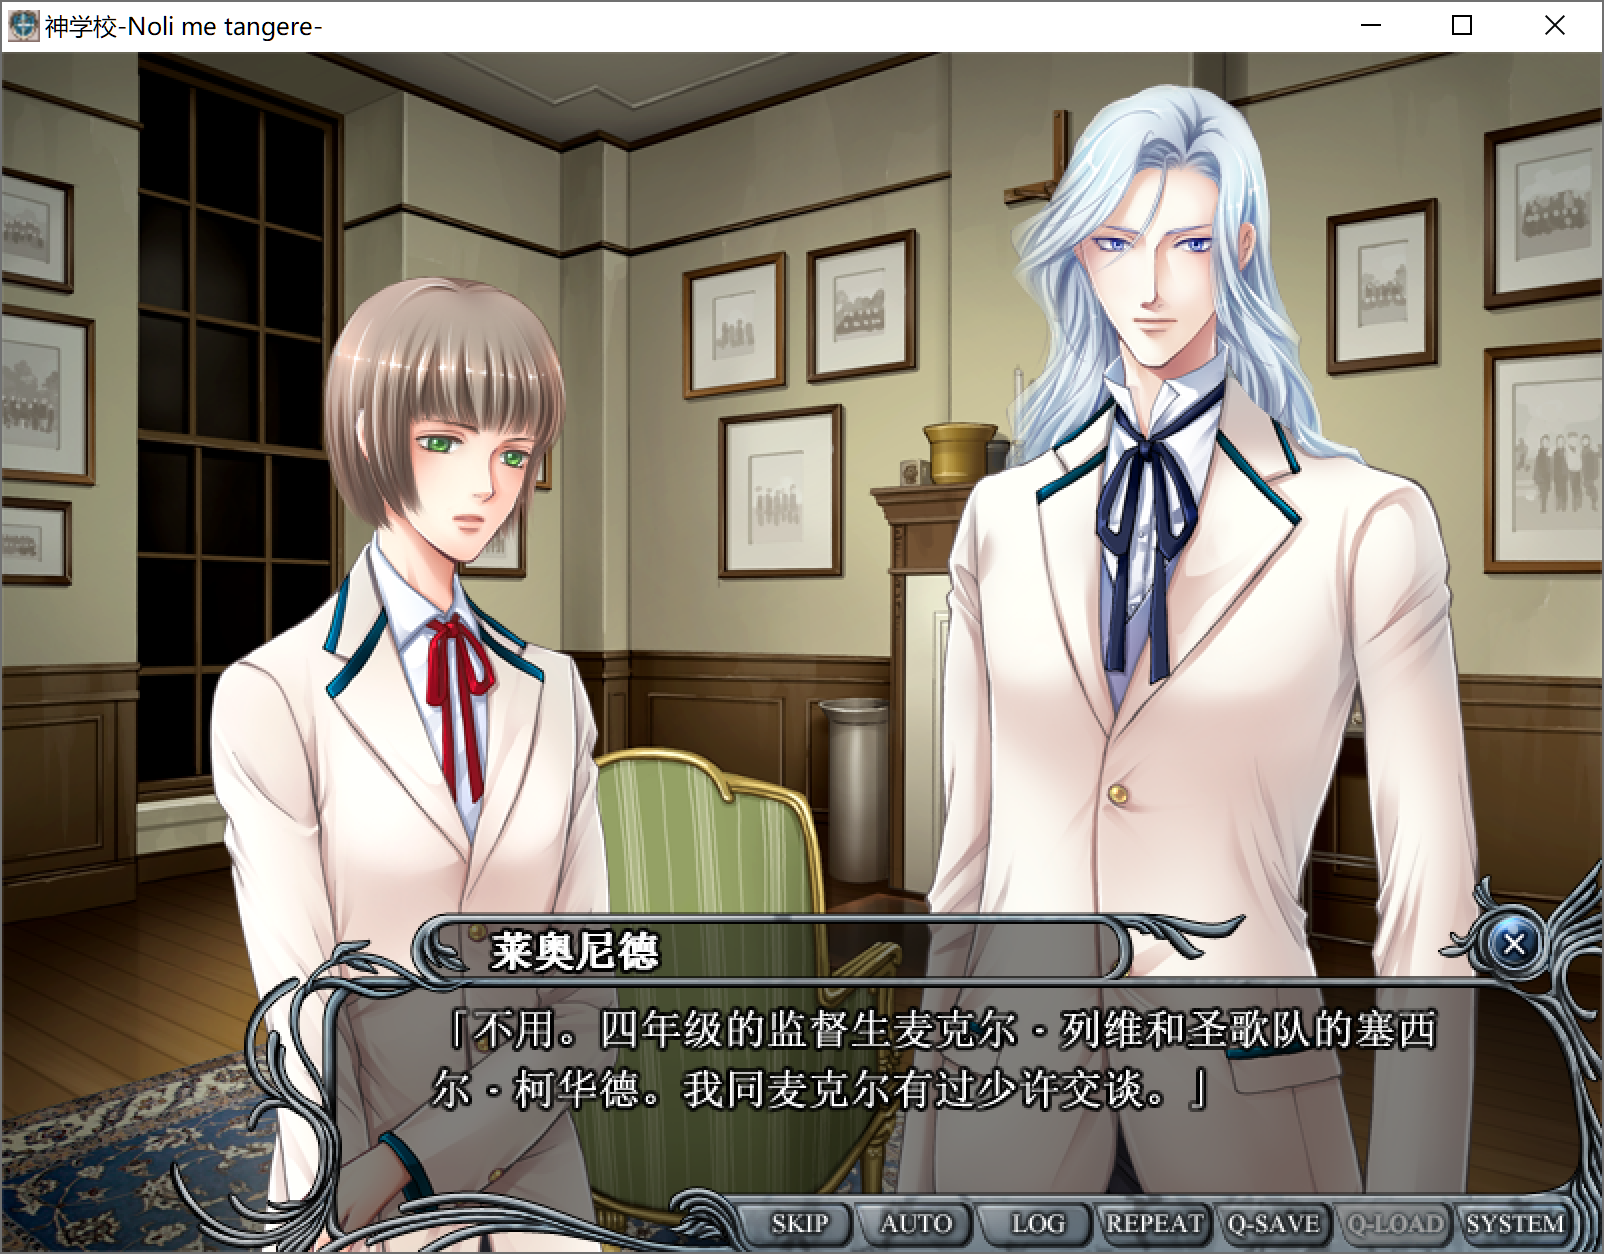 神学校-Noli me tangere-
莱奥尼德
「不用。四年级的监督生麦克尔·列维和圣歌队的塞西
尔·柯华德。我同麦克尔有过少许交谈。」
SKIP AUTO LOG REPEAT Q-SAVE Q-LOAD SYSTEM